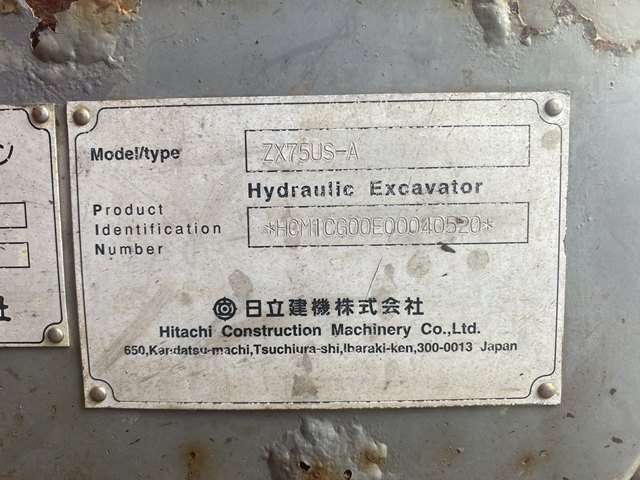 Model/type ZX75US-A
Hydraulic Excavator
Product
Identification *HCM1CG00E00040520*
Number
日立建機株式会社
Hitachi Construction Machinery Co.,Ltd.
650,Kandatsu-machi,Tsuchiura-shi,Ibaraki-ken,300-0013 Japan